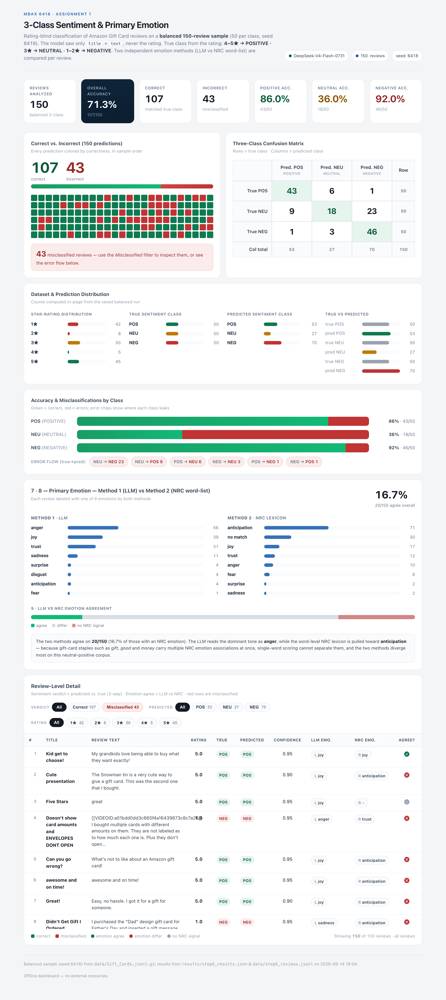 MBAX 6418 · ASSIGNMENT 1
3-Class Sentiment & Primary Emotion
Rating-blind classification of Amazon Gift Card reviews on a balanced 150-review sample (50 per class, seed
6418). The model saw only title + text, never the rating. True class from the rating: 4–5★ → POSITIVE ·
3★ → NEUTRAL · 1–2★ → NEGATIVE. Two independent emotion methods (LLM vs NRC word-list) are
compared per review.
DeepSeek-V4-Flash-0731
150 reviews
seed 6418
REVIEWS
ANALYZED
150
balanced 3-class
OVERALL
ACCURACY
71.3%
107/150
CORRECT
107
matched true class
INCORRECT
43
misclassified
POSITIVE ACC.
86.0%
43/50
NEUTRAL ACC.
36.0%
18/50
NEGATIVE ACC.
92.0%
46/50
Correct vs. Incorrect (150 predictions)
Every prediction colored by correctness, in sample order
107 43
correct incorrect
43 misclassified reviews — use the Misclassified filter to inspect them, or see
the error flow below.
Three-Class Confusion Matrix
Rows = true class · Columns = predicted class
Pred. POS Pred. NEU Pred. NEG Row
POSITIVE NEUTRAL NEGATIVE
True POS 43 6 1 50
True NEU 9 18 23 50
True NEG 1 3 46 50
Col total 53 27 70 150
Dataset & Prediction Distribution
Counts computed in-page from the saved balanced run
STAR-RATING DISTRIBUTION
1★ 42
2★ 8
3★ 50
4★ 5
5★ 45
TRUE SENTIMENT CLASS
POS 50
NEU 50
NEG 50
PREDICTED SENTIMENT CLASS
POS 53
NEU 27
NEG 70
TRUE VS PREDICTED
true POS 50
pred POS 53
true NEU 50
pred NEU 27
true NEG 50
pred NEG 70
Accuracy & Misclassifications by Class
Green = correct, red = errors; error chips show where each class leaks
POS (POSITIVE) 86% · 43/50
NEU (NEUTRAL) 36% · 18/50
NEG (NEGATIVE) 92% · 46/50
ERROR FLOW (true→pred): NEU → NEG 23 NEU → POS 9 POS → NEU 6 NEG → NEU 3 POS → NEG 1 NEG → POS 1
7 · 8 — Primary Emotion — Method 1 (LLM) vs Method 2 (NRC word-list)
Each review labeled with one of 8 emotions by both methods
16.7%
20/150 agree overall
METHOD 1 · LLM
anger 56
joy 39
trust 31
sadness 11
surprise 4
disgust 4
anticipation 4
fear 1
METHOD 2 · NRC LEXICON
anticipation 71
no match 30
joy 17
trust 12
anger 10
fear 6
surprise 2
sadness 2
9 · LLM VS NRC EMOTION AGREEMENT
agree differ no NRC signal
The two methods agree on 20/150 (16.7% of those with an NRC emotion). The LLM reads the dominant tone as anger, while the word-level NRC lexicon is pulled toward anticipation
— because gift-card staples such as gift, good and money carry multiple NRC emotion associations at once, single-word scoring cannot separate them, and the two methods diverge
most on this neutral-positive corpus.
Review-Level Detail
Sentiment verdict = predicted vs. true (3-way) · Emotion agree = LLM vs NRC · red rows are misclassified
VERDICT All Correct 107 Misclassified 43 PREDICTED All POS 53 NEU 27 NEG 70
RATING All 1★ 42 2★ 8 3★ 50 4★ 5 5★ 45
# TITLE REVIEW TEXT RATING TRUE PREDICTED CONFIDENCE LLM EMO. NRC EMO. AGREE?
1 Kid get to choose! My grandkids love being able to buy what 5.0 POS POS 0.95 L joy R joy
they want exactly!
2 Cute presentation The Snowman tin is a very cute way to 5.0 POS POS 0.90 L joy R anticipation
give a gift card. This was the second one
that I bought.
3 Five Stars great 5.0 POS POS 0.95 L joy R –
4 Doesn't show card amounts and ENVELOPES DONT OPEN [[VIDEOID:a01bdd0dd3c665f4a16439873c8c7a20]] 1.0 NEG NEG 0.95 L anger R trust
I bought multiple cards with different
amounts on them. They are not labeled as
to how much each one is. Plus they don't
open...
5 Can you go wrong? What's not to like about an Amazon gift 5.0 POS POS 0.95 L joy R anticipation
card!
6 awesome and on time! awesome and on time! 5.0 POS POS 0.95 L joy R anticipation
7 Great! Easy, no hassle. I got it for a gift for 5.0 POS POS 0.90 L joy R anticipation
someone.
8 Didn't Get Gift I Ordered I purchased the "Dad" design gift card for 1.0 NEG NEG 0.95 L sadness R anticipation
Father's Day and inserted a gift message
correct misclassified emotion agree emotion differ no NRC signal
Showing 150 of 150 reviews · all reviews
Balanced sample (seed 6418) from data/Gift_Cards.jsonl.gz; results from results/step6_results.json & data/step6_reviews.jsonl on 2026-09-14 18:04.
Offline dashboard — no external resources.